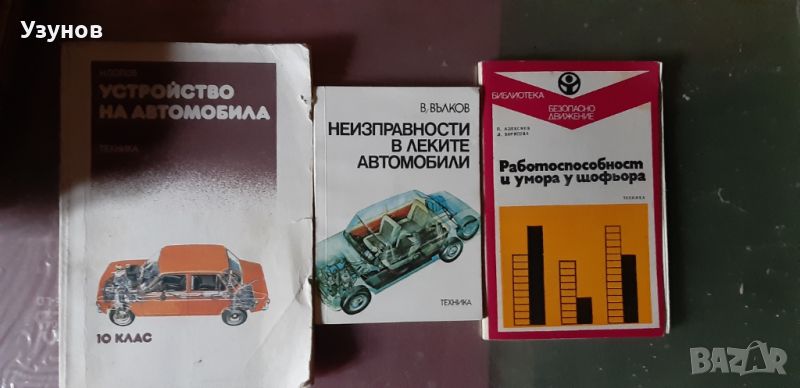 Узунов
Н. ПОПОВ
УСТРОЙСТВО
НА АВТОМОБИЛА
ТЕХНИКА
10 КЛАС
В. ВЪЛКОВ
НЕИЗПРАВНОСТИ
В ЛЕКИТЕ
АВТОМОБИЛИ
ТЕХНИКА
БИБЛИОТЕКА
БЕЗОПАСНО
ДВИЖЕНИЕ
Работоспособност
и умора у шофьора
ТЕХНИКА
BAZAR